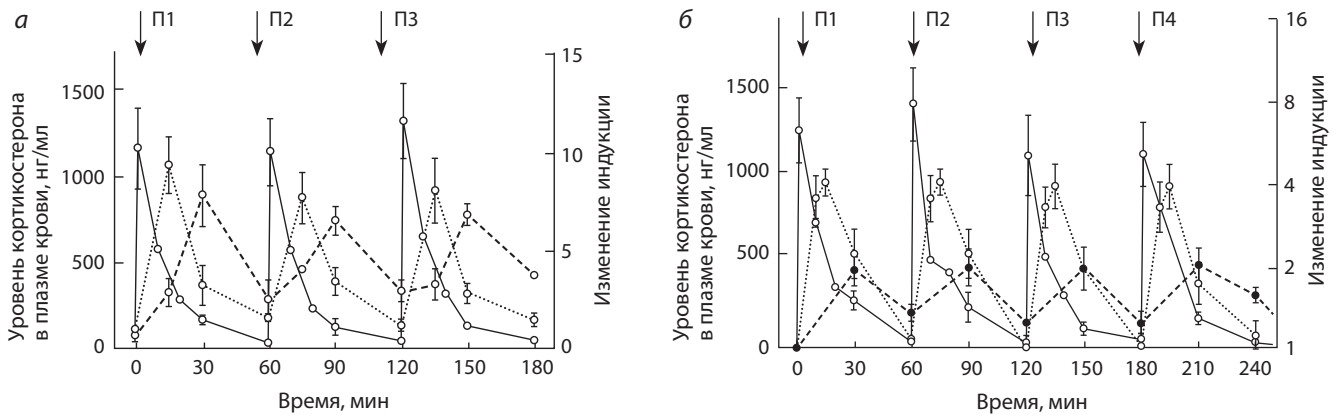 а
П1 П2 П3
Уровень кортикостерона
в плазме крови, нг/мл
1500
1000
500
0
15
10
5
0
Изменение индукции
0 30 60 90 120 150 180
Время, мин
б
П1 П2 П3 П4
Уровень кортикостерона
в плазме крови, нг/мл
1500
1000
500
0
16
8
4
2
1
Изменение индукции
0 30 60 90 120 150 180 210 240
Время, мин